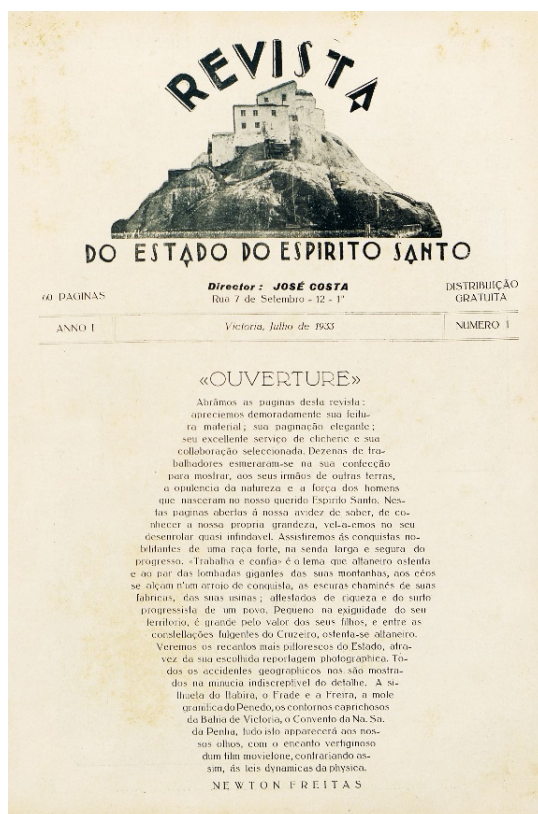 REVISTA
DO ESTADO DO ESPIRITO SANTO
60 PAGINAS
Director : JOSÉ COSTA
Rua 7 de Setembro - 12 - 1º
DISTRIBUIÇÃO
GRATUITA
ANNO I
Victoria, Julho de 1933
NUMERO 1
«OUVERTURE»
Abrâmos as paginas desta revista :
apreciemos demoradamente sua feitu-
ra material ; sua paginação elegante ;
seu excellente serviço de clicherie e sua
collaboração seleccionada. Dezenas de tra-
balhadores esmeraram-se na sua confecção
para mostrar, aos seus irmãos de outras terras,
a opulencia da natureza e a força dos homens
que nasceram no nosso querido Espirito Santo. Nes-
tas paginas abertas á nossa avidez de saber, de co-
nhecer a nossa propria grandeza, vel-a-emos no seu
desenrolar quasi infindavel. Assistiremos ás conquistas no-
bilitantes de uma raça forte, na senda larga e segura do
progresso. «Trabalha e confia» é o lema que altaneiro ostenta
e ao par das lombadas gigantes das suas montanhas, aos céos
se alçam n'um arrojo de conquista, as escuras chaminés de suas
fabricas, das suas usinas ; attestados de riqueza e do surto
progressista de um povo. Pequeno na exiguidade do seu
territorio, é grande pelo valor dos seus filhos, e entre as
constellações fulgentes do Cruzeiro, ostenta-se altaneiro.
Veremos os recantos mais pittorescos do Estado, atra-
vez da sua escolhida reportagem photographica. To-
dos os accidentes geographicos nos são mostra-
dos na minucia indiscreptivel do detalhe. A si-
lhueta do Itabira, o Frade e a Freira, a mole
granitica do Penedo, os contornos caprichosos
da Bahia de Victoria, o Convento da Na. Sa.
da Penha, tudo isto apparecerá aos nos-
sos olhos, com o encanto vertiginoso
dum film movietone, contrariando as-
sim, ás leis dynamicas da physica.
NEWTON FREITAS